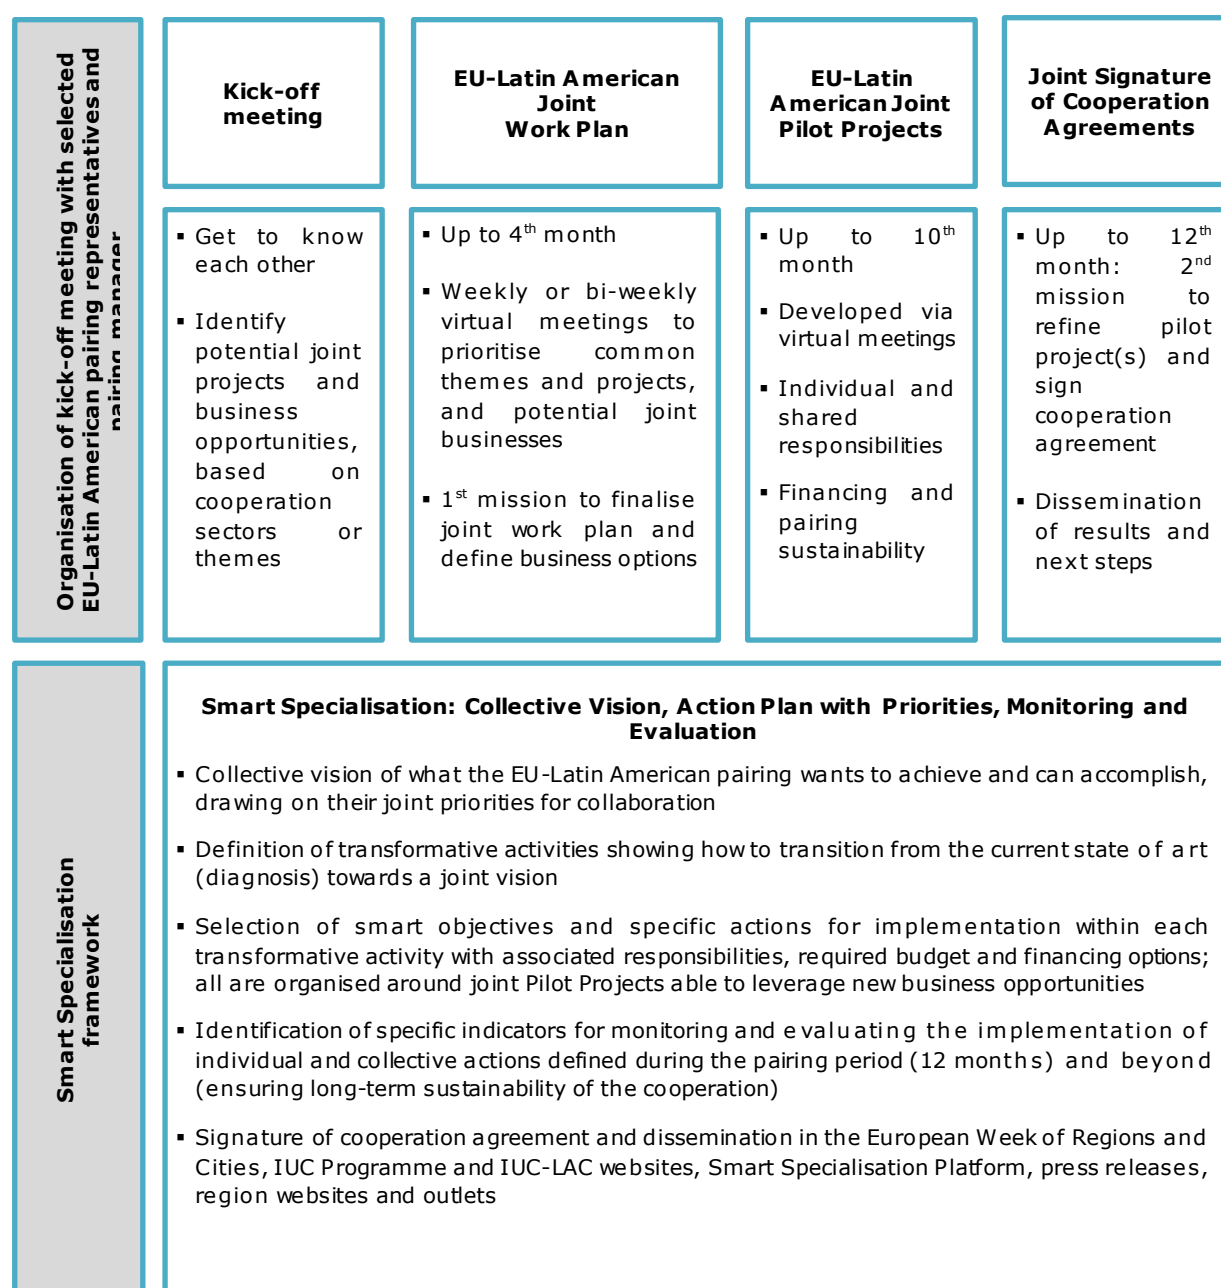 Organisation of kick-off meeting with selected
EU-Latin American pairing representatives and
pairing manager
Kick-off
meeting
EU-Latin American
Joint
Work Plan
EU-Latin
American Joint
Pilot Projects
Joint Signature
of Cooperation
Agreements
▪ Get to know
each other
▪ Identify
potential joint
projects and
business
opportunities,
based on
cooperation
sectors or
themes
▪ Up to 4th month
▪ Weekly or bi-weekly
virtual meetings to
prioritise common
themes and projects,
and potential joint
businesses
▪ 1st mission to finalise
joint work plan and
define business options
▪ Up to 10th
month
▪ Developed via
virtual meetings
▪ Individual and
shared
responsibilities
▪ Financing and
pairing
sustainability
▪ Up to 12th
month: 2nd
mission to
refine pilot
project(s) and
sign
cooperation
agreement
▪ Dissemination
of results and
next steps
Smart Specialisation
framework
Smart Specialisation: Collective Vision, Action Plan with Priorities, Monitoring and
Evaluation
▪ Collective vision of what the EU-Latin American pairing wants to achieve and can accomplish,
drawing on their joint priorities for collaboration
▪ Definition of transformative activities showing how to transition from the current state of art
(diagnosis) towards a joint vision
▪ Selection of smart objectives and specific actions for implementation within each
transformative activity with associated responsibilities, required budget and financing options;
all are organised around joint Pilot Projects able to leverage new business opportunities
▪ Identification of specific indicators for monitoring and evaluating the implementation of
individual and collective actions defined during the pairing period (12 months) and beyond
(ensuring long-term sustainability of the cooperation)
▪ Signature of cooperation agreement and dissemination in the European Week of Regions and
Cities, IUC Programme and IUC-LAC websites, Smart Specialisation Platform, press releases,
region websites and outlets